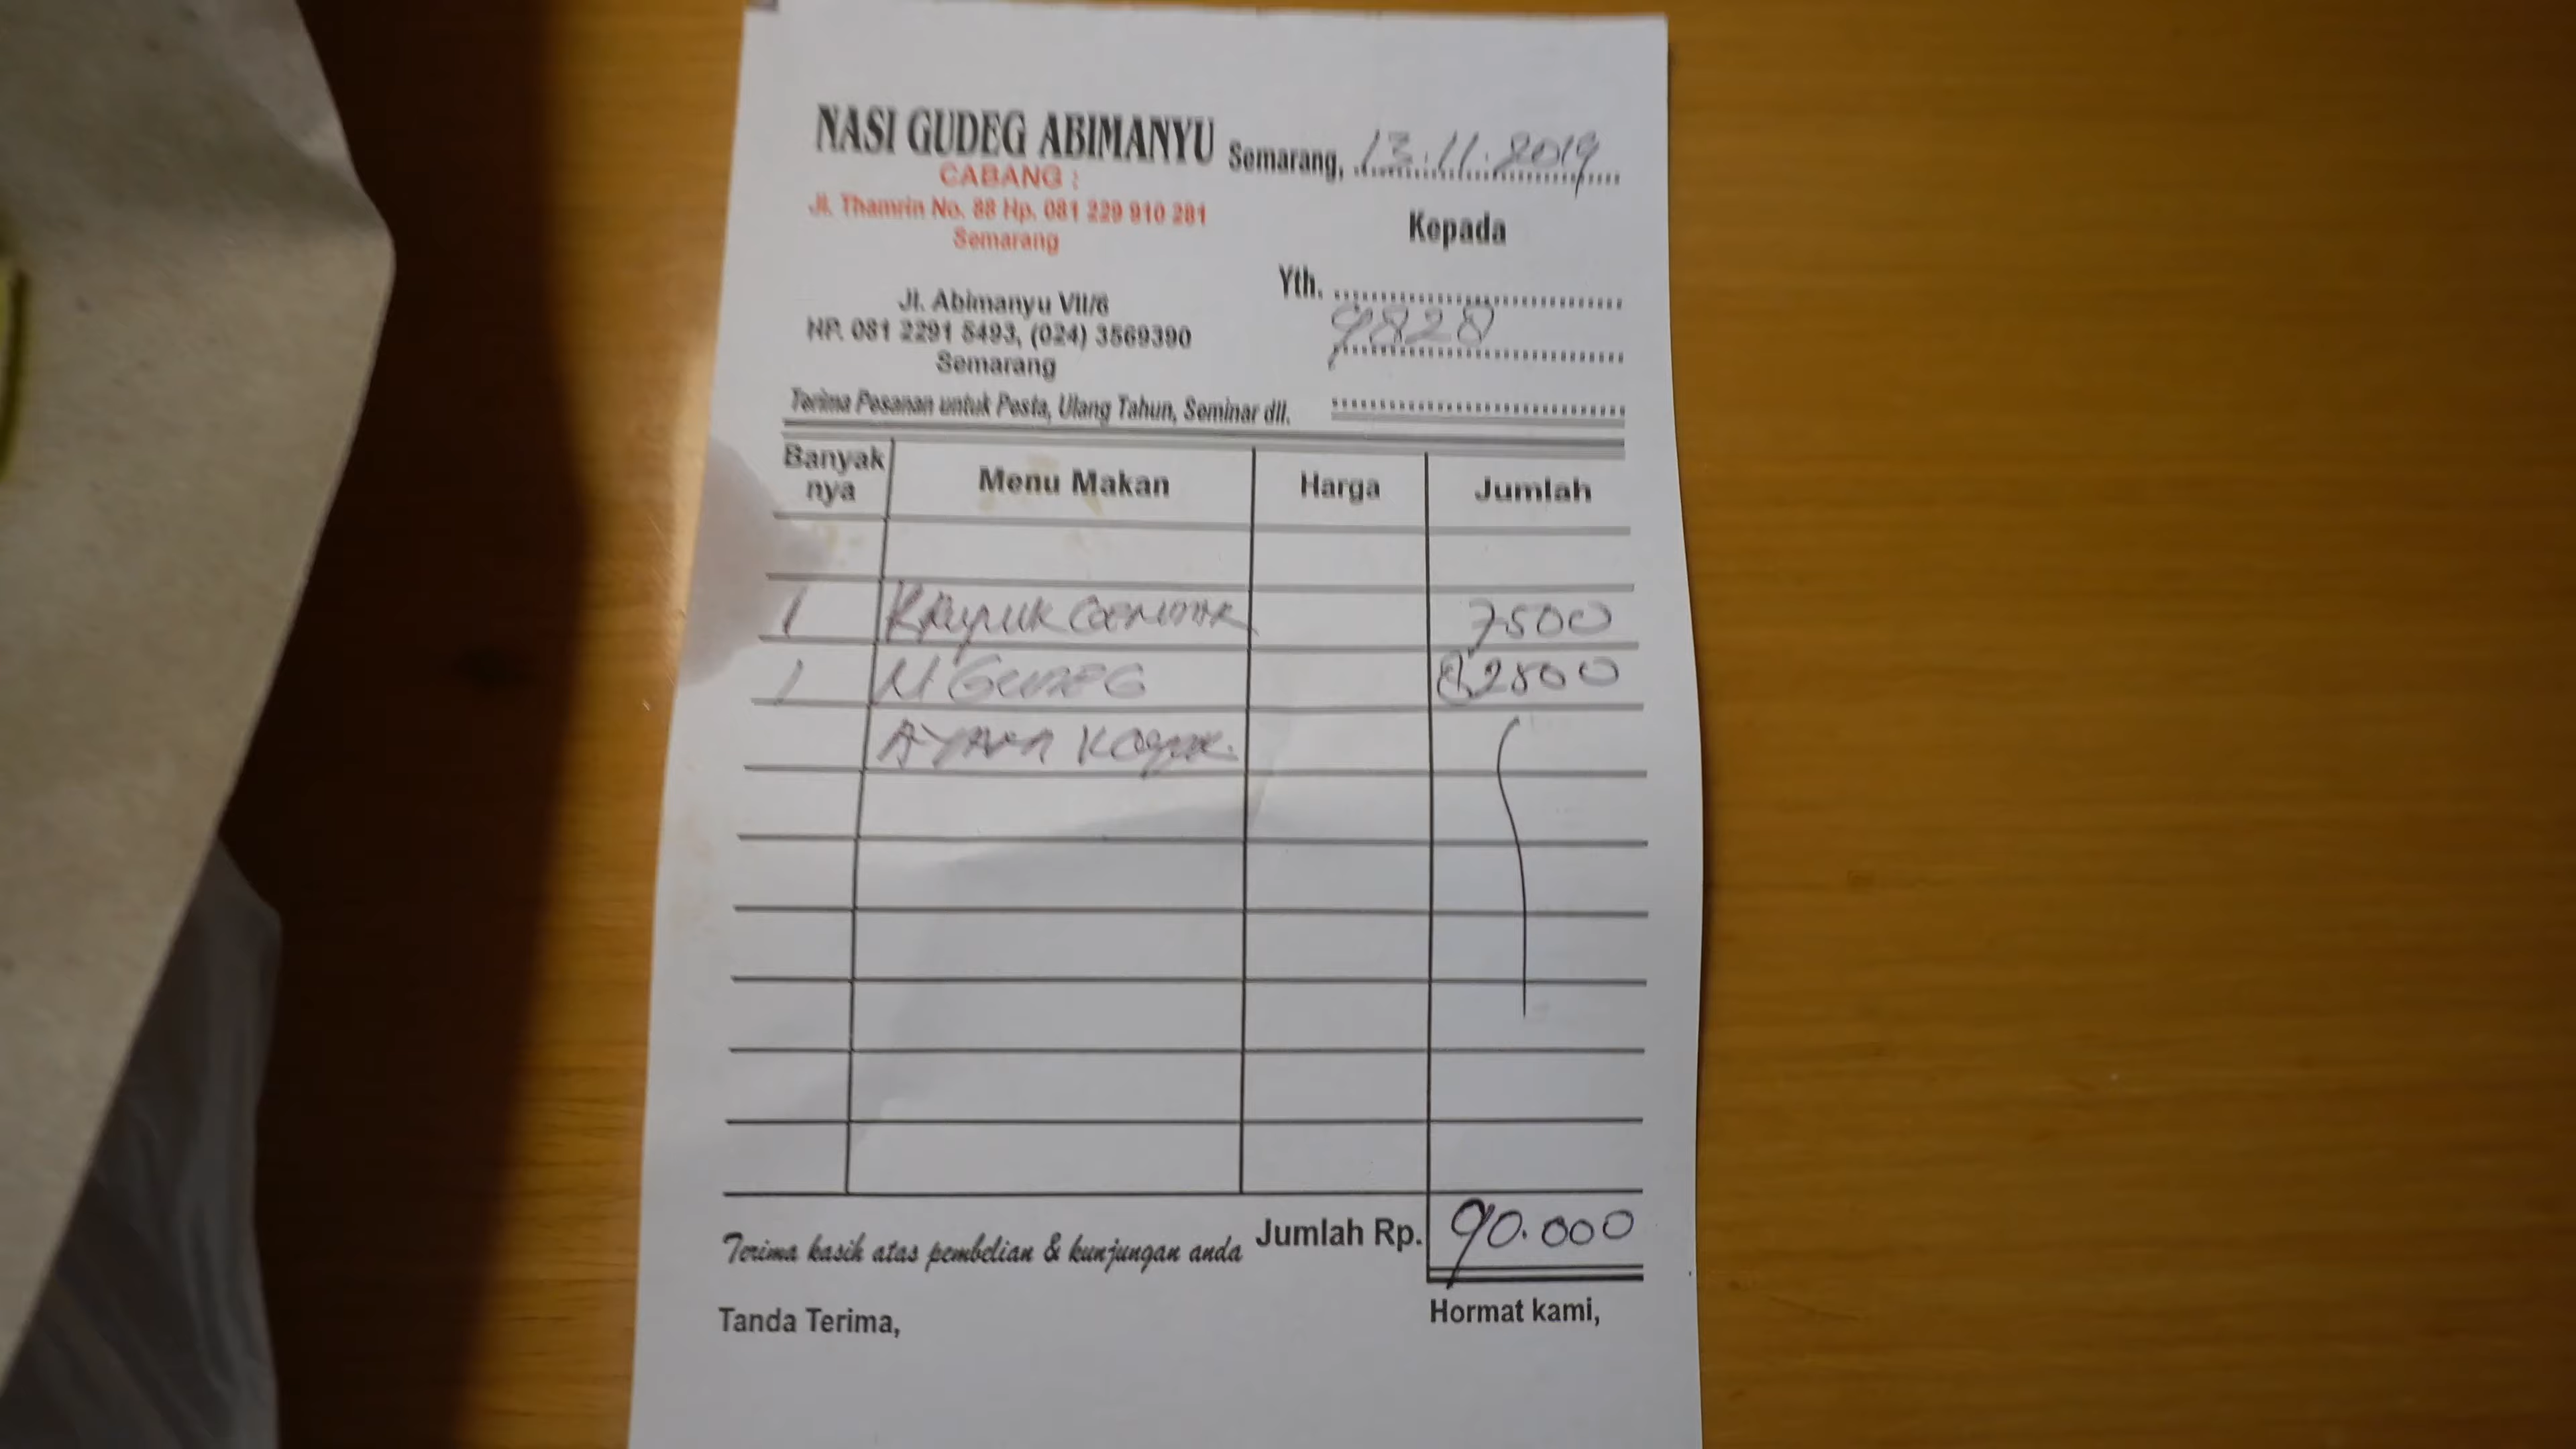 NASI GUDEG ABIMANYU
CABANG :
Jl. Thamrin No. 88 Hp. 081 229 910 281
Semarang
Jl. Abimanyu VII/6
HP. 081 2291 5493, (024) 3569390
Semarang
Terima Pesanan untuk Pesta, Ulang Tahun, Seminar dll.
Semarang, 13.11.2019
Kepada
Yth.
9828
Banyak nya Menu Makan Harga Jumlah
1 7500
1 N GUDEG 82500
AYAM
Terima kasih atas pembelian & kunjungan anda Jumlah Rp. 90.000
Tanda Terima, Hormat kami,